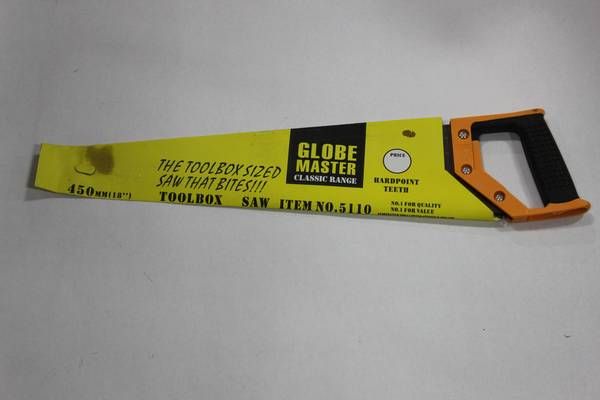 GLOBE
MASTER
CLASSIC RANGE
PRICE
THE TOOLBOX SIZED
SAW THAT BITES!!!
HARDPOINT
TEETH
450MM(18")
TOOLBOX SAW ITEM NO.5110
NO.1 FOR QUALITY
NO.1 FOR VALUE